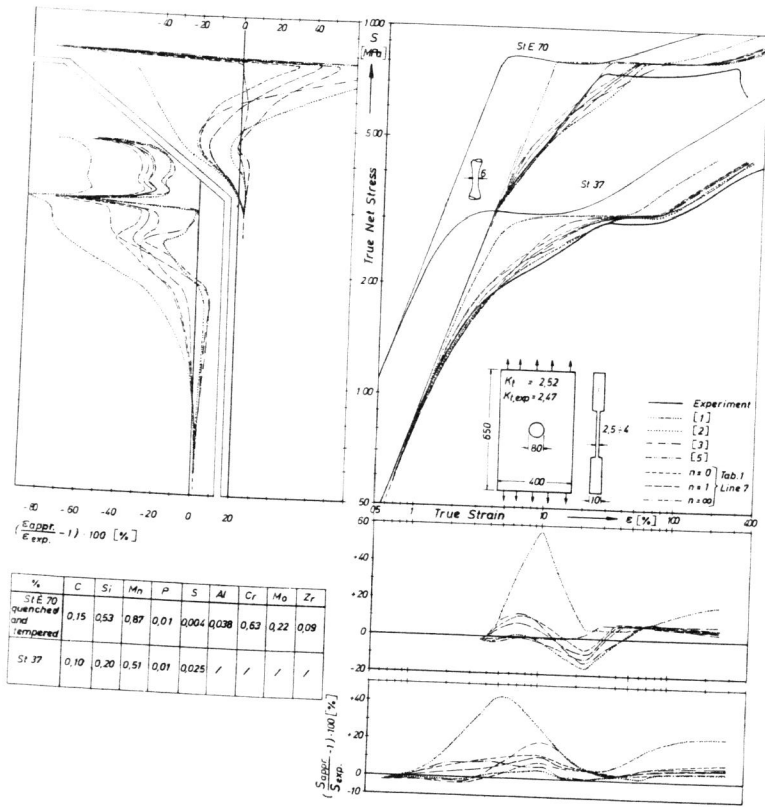 -40 -20 0 20 40
S
[MPa]
1.000
500
200
100
50
True Net Stress
St E 70
6
St 37
Kt = 2,52
Kt,exp = 2,47
650
80
400
2,5÷4
10
Experiment
[1]
[2]
[3]
[5]
n=0
n=1
n=∞
Tab.1
Line 7
-80 -60 -40 -20 0 20
(εappr./εexp. -1)·100 [%]
0,5 1 10 100 400
True Strain
ε [%]
% C Si Mn P S Al Cr Mo Zr
St E 70 quenched and tempered 0,15 0,53 0,87 0,01 0,004 0,038 0,63 0,22 0,09
St 37 0,10 0,20 0,51 0,01 0,025 / / / /
60
+40
+20
0
-20
+40
+20
0
-10
(Sappr./Sexp. -1)·100 [%]